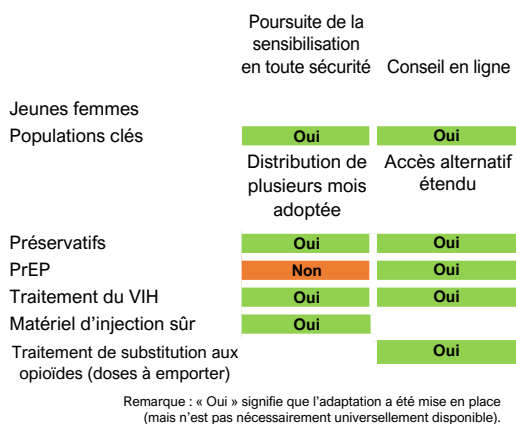 Poursuite de la
sensibilisation
en toute sécurité
Conseil en ligne
Jeunes femmes
Populations clés
Oui
Oui
Distribution de
plusieurs mois
adoptée
Accès alternatif
étendu
Préservatifs
Oui
Oui
PrEP
Non
Oui
Traitement du VIH
Oui
Oui
Matériel d'injection sûr
Oui
Traitement de substitution aux
opioïdes (doses à emporter)
Oui
Remarque : « Oui » signifie que l'adaptation a été mise en place
(mais n'est pas nécessairement universellement disponible).